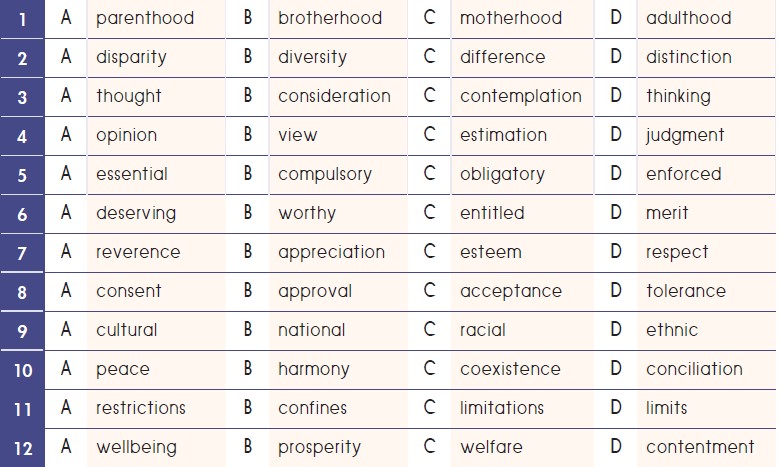 1 A parenthood B brotherhood C motherhood D adulthood
2 A disparity B diversity C difference D distinction
3 A thought B consideration C contemplation D thinking
4 A opinion B view C estimation D judgment
5 A essential B compulsory C obligatory D enforced
6 A deserving B worthy C entitled D merit
7 A reverence B appreciation C esteem D respect
8 A consent B approval C acceptance D tolerance
9 A cultural B national C racial D ethnic
10 A peace B harmony C coexistence D conciliation
11 A restrictions B confines C limitations D limits
12 A wellbeing B prosperity C welfare D contentment